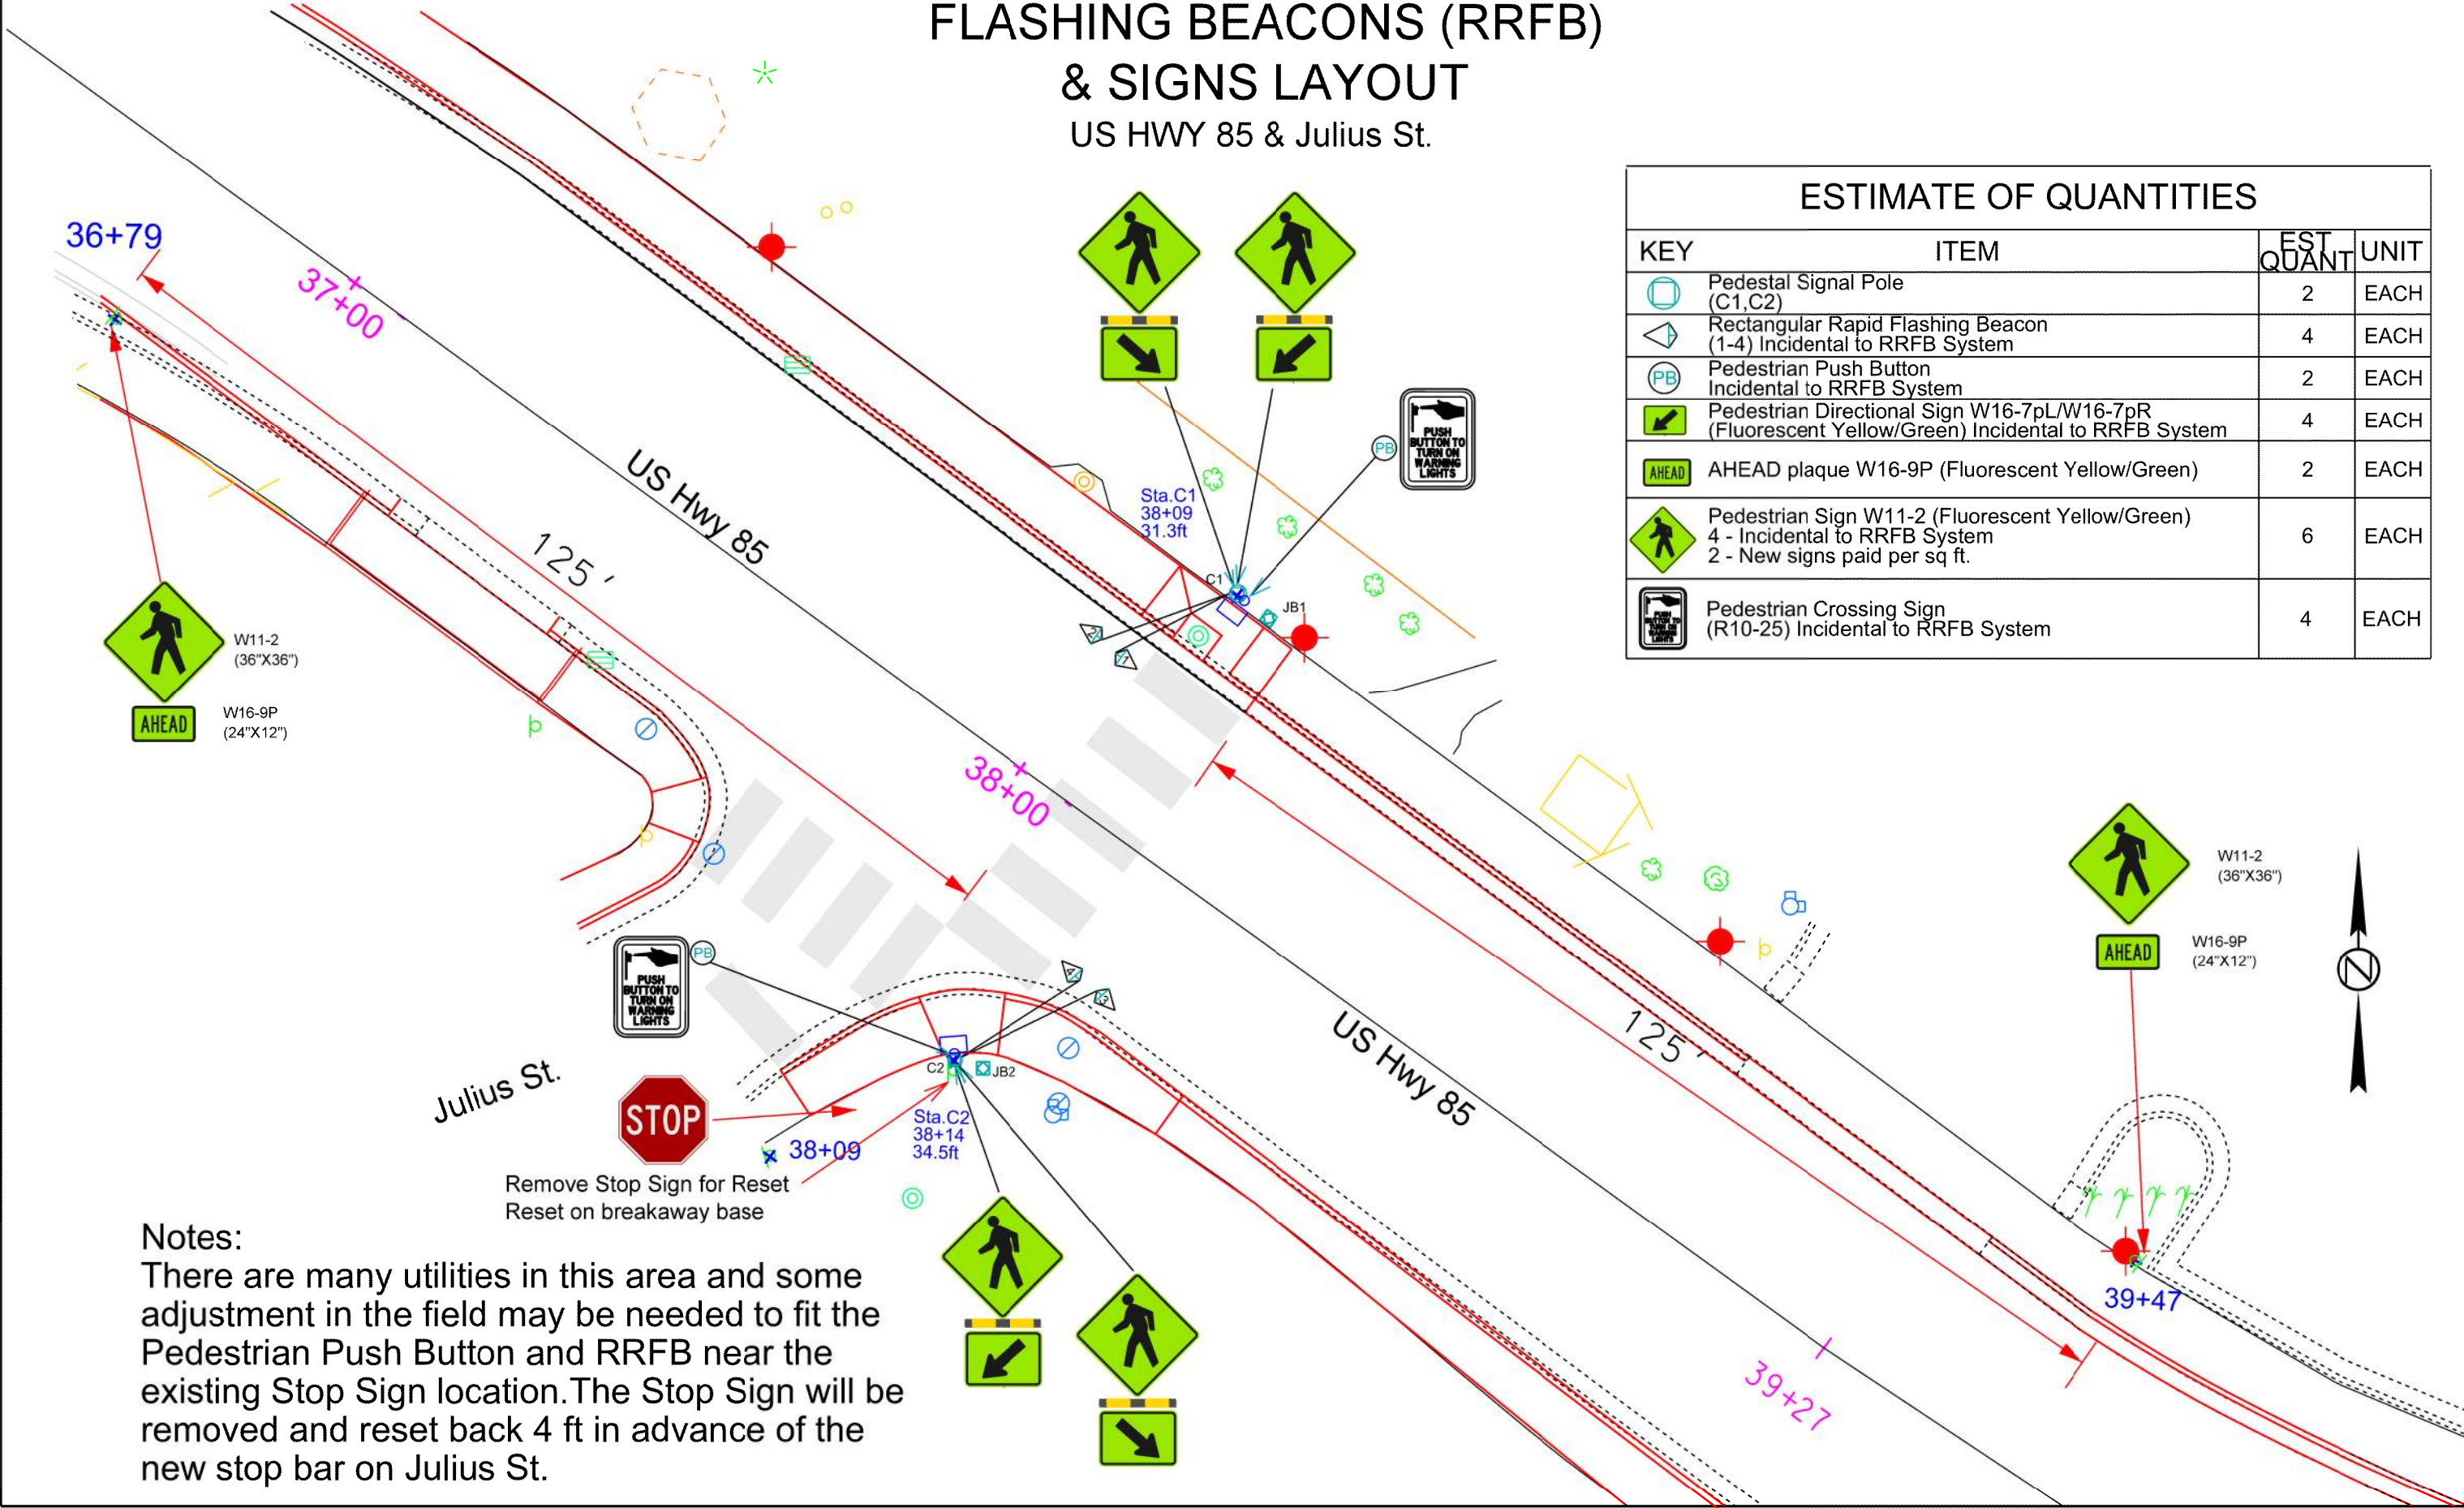 FLASHING BEACONS (RRFB)
& SIGNS LAYOUT
US HWY 85 & Julius St.
ESTIMATE OF QUANTITIES
KEY ITEM EST QUANT UNIT
Pedestal Signal Pole
(C1,C2) 2 EACH
Rectangular Rapid Flashing Beacon
(1-4) Incidental to RRFB System 4 EACH
PB Pedestrian Push Button
Incidental to RRFB System 2 EACH
Pedestrian Directional Sign W16-7pL/W16-7pR
(Fluorescent Yellow/Green) Incidental to RRFB System 4 EACH
AHEAD AHEAD plaque W16-9P (Fluorescent Yellow/Green) 2 EACH
Pedestrian Sign W11-2 (Fluorescent Yellow/Green)
4 - Incidental to RRFB System
2 - New signs paid per sq ft. 6 EACH
PUSH
BUTTON TO
TURN ON
WARNING
LIGHTS
Pedestrian Crossing Sign
(R10-25) Incidental to RRFB System 4 EACH
36+79
37+00
US Hwy 85
125'
PB
PUSH
BUTTON TO
TURN ON
WARNING
LIGHTS
Sta.C1
38+09
31.3ft
C1
JB1
2
1
W11-2
(36"X36")
AHEAD
W16-9P
(24"X12")
38+00
W11-2
(36"X36")
AHEAD
W16-9P
(24"X12")
N
PB
PUSH
BUTTON TO
TURN ON
WARNING
LIGHTS
4
3
C2
JB2
125'
US Hwy 85
Julius St.
STOP
Sta.C2
38+14
34.5ft
38+09
Remove Stop Sign for Reset
Reset on breakaway base
39+47
39+27
Notes:
There are many utilities in this area and some
adjustment in the field may be needed to fit the
Pedestrian Push Button and RRFB near the
existing Stop Sign location.The Stop Sign will be
removed and reset back 4 ft in advance of the
new stop bar on Julius St.